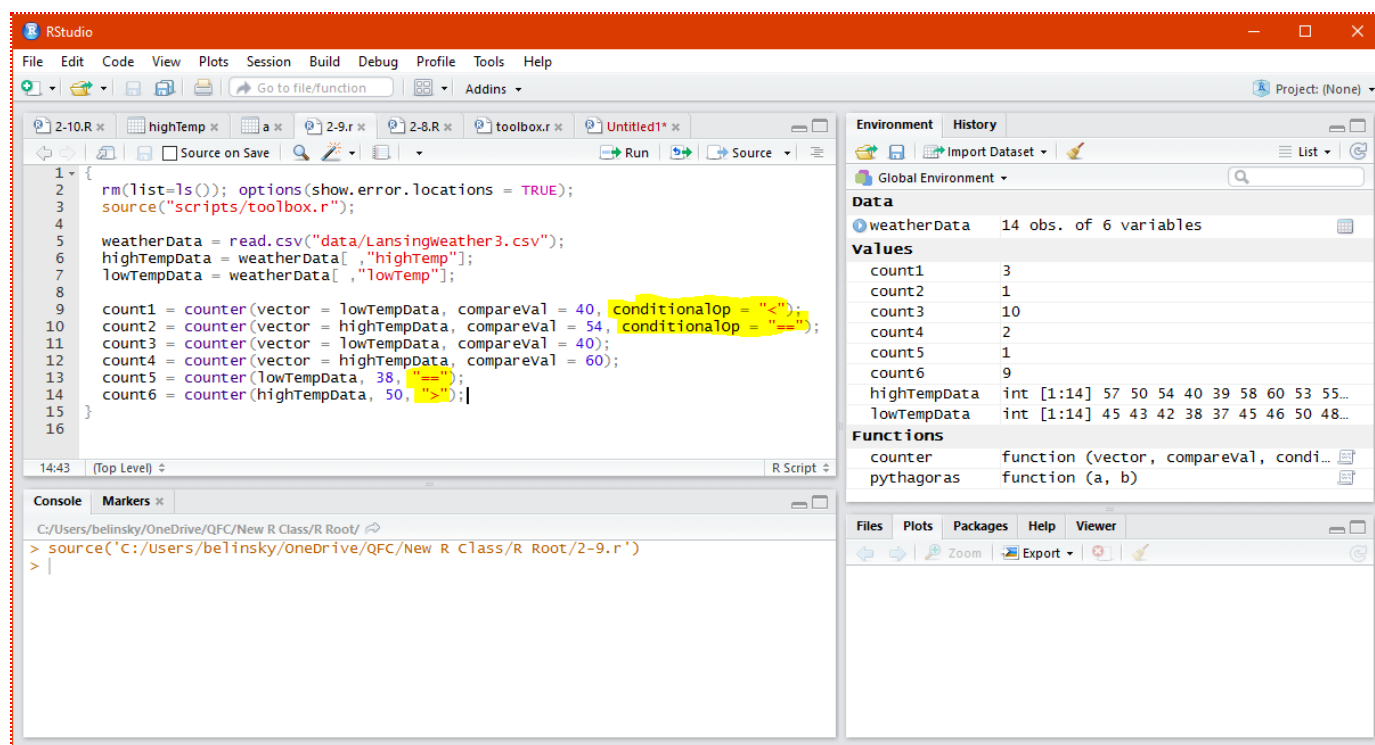 RStudio
File Edit Code View Plots Session Build Debug Profile Tools Help
Go to file/function Addins Project: (None)
2-10.R highTemp a 2-9.r 2-8.R toolbox.r Untitled1*
Source on Save Run Source
1 {
2 rm(list=ls()); options(show.error.locations = TRUE);
3 source("scripts/toolbox.r");
4
5 weatherData = read.csv("data/LansingWeather3.csv");
6 highTempData = weatherData[ ,"highTemp"];
7 lowTempData = weatherData[ ,"lowTemp"];
8
9 count1 = counter(vector = lowTempData, compareVal = 40, conditionalOp = "<");
10 count2 = counter(vector = highTempData, compareVal = 54, conditionalOp = "==");
11 count3 = counter(vector = lowTempData, compareVal = 40);
12 count4 = counter(vector = highTempData, compareVal = 60);
13 count5 = counter(lowTempData, 38, "==");
14 count6 = counter(highTempData, 50, ">");
15 }
16
14:43 (Top Level) R Script
Console Markers
C:/Users/belinsky/OneDrive/QFC/New R Class/R Root/
> source('C:/Users/belinsky/OneDrive/QFC/New R Class/R Root/2-9.r')
>
Environment History
Import Dataset List
Global Environment
Data
weatherData 14 obs. of 6 variables
Values
count1 3
count2 1
count3 10
count4 2
count5 1
count6 9
highTempData int [1:14] 57 50 54 40 39 58 60 53 55…
lowTempData int [1:14] 45 43 42 38 37 45 46 50 48…
Functions
counter function (vector, compareVal, condi…
pythagoras function (a, b)
Files Plots Packages Help Viewer
Zoom Export